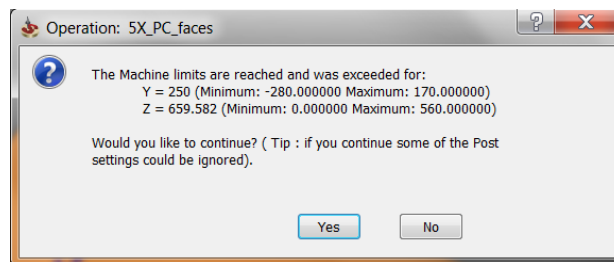 Operation: 5X_PC_faces
The Machine limits are reached and was exceeded for:
Y = 250 (Minimum: -280.000000 Maximum: 170.000000)
Z = 659.582 (Minimum: 0.000000 Maximum: 560.000000)
Would you like to continue? ( Tip : if you continue some of the Post
settings could be ignored).
Yes
No